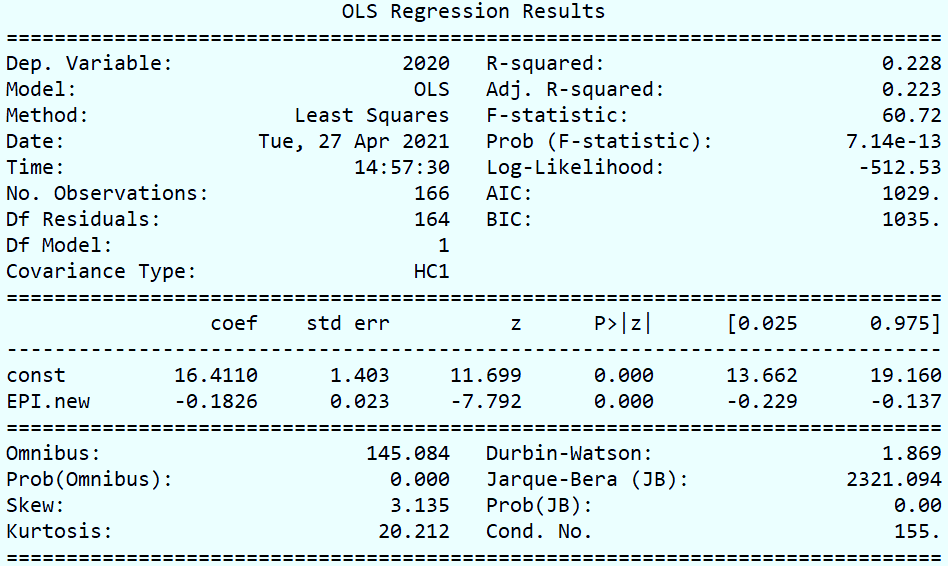 OLS Regression Results
==============================================================================
Dep. Variable: 2020 R-squared: 0.228
Model: OLS Adj. R-squared: 0.223
Method: Least Squares F-statistic: 60.72
Date: Tue, 27 Apr 2021 Prob (F-statistic): 7.14e-13
Time: 14:57:30 Log-Likelihood: -512.53
No. Observations: 166 AIC: 1029.
Df Residuals: 164 BIC: 1035.
Df Model: 1
Covariance Type: HC1
==============================================================================
coef std err z P>|z| [0.025 0.975]
------------------------------------------------------------------------------
const 16.4110 1.403 11.699 0.000 13.662 19.160
EPI.new -0.1826 0.023 -7.792 0.000 -0.229 -0.137
==============================================================================
Omnibus: 145.084 Durbin-Watson: 1.869
Prob(Omnibus): 0.000 Jarque-Bera (JB): 2321.094
Skew: 3.135 Prob(JB): 0.00
Kurtosis: 20.212 Cond. No. 155.
==============================================================================